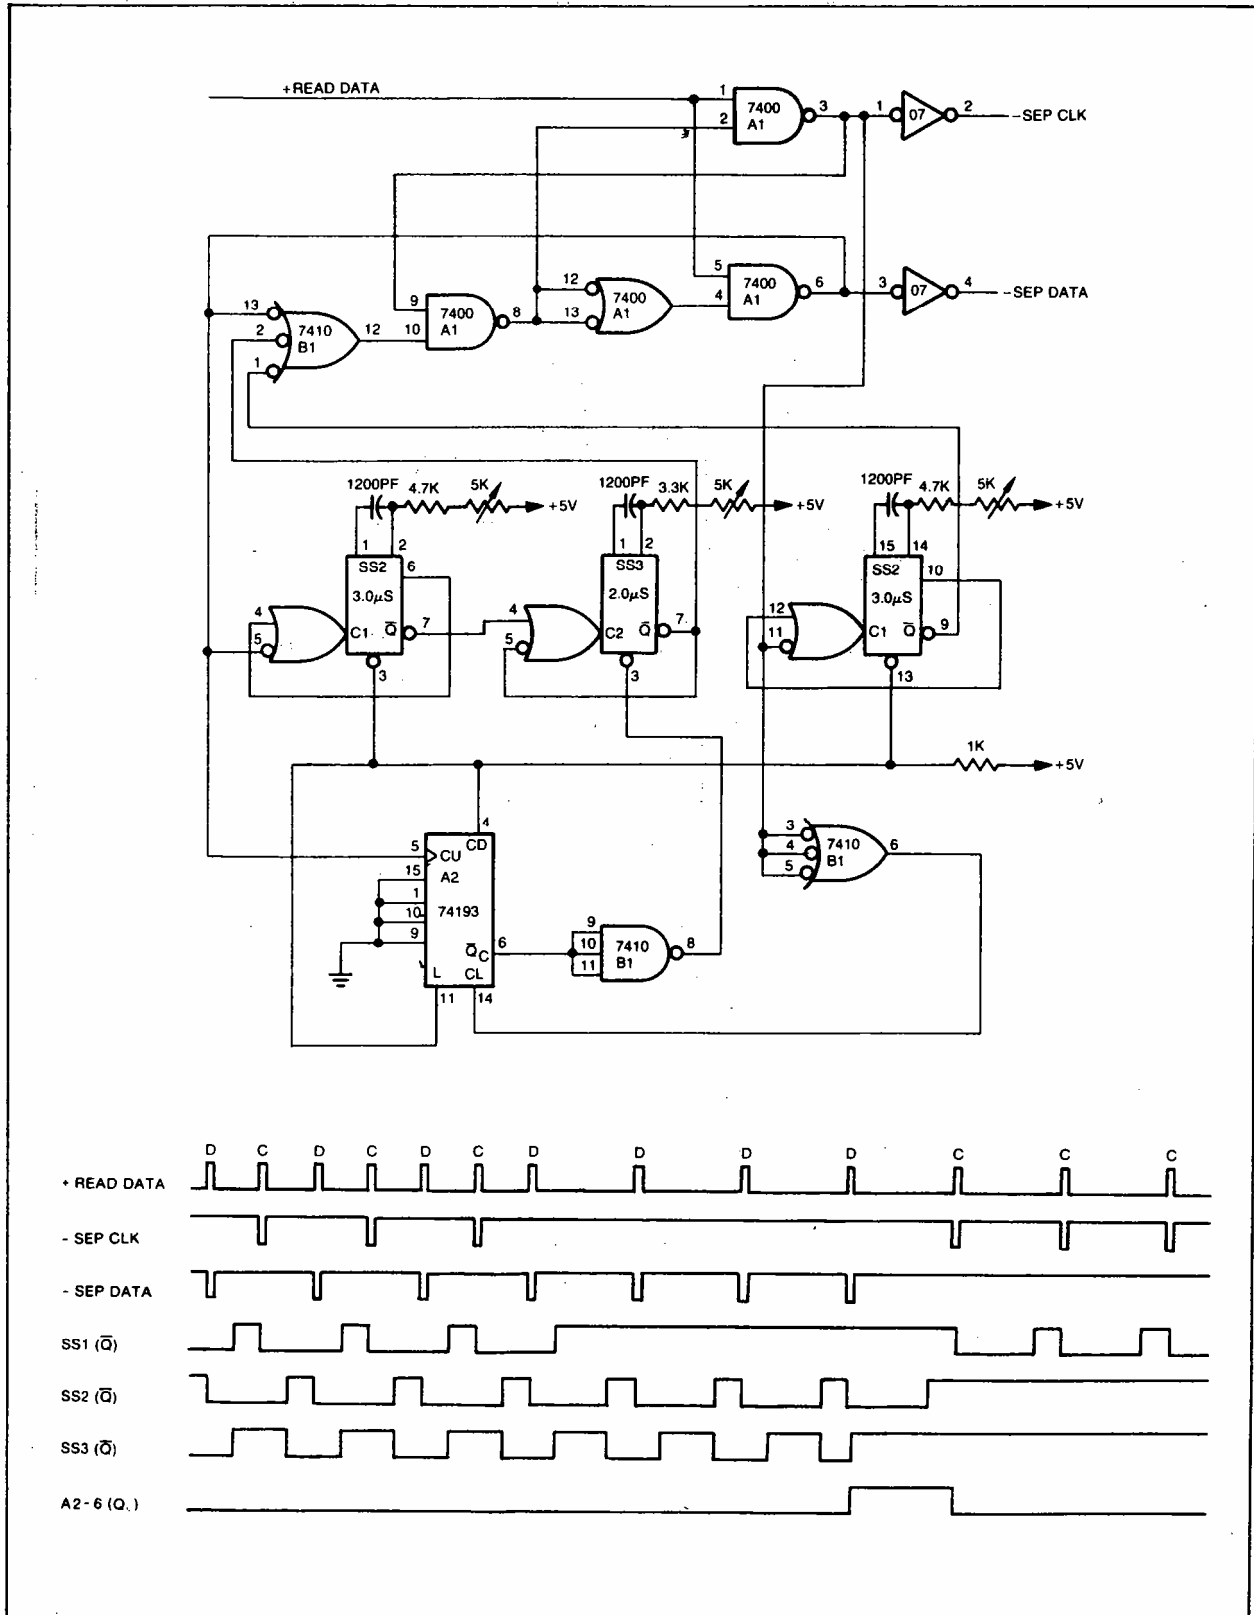 +READ DATA
1
7400
A1
3
2
1
07
2
-SEP CLK
12
7400
A1
13
5
7400
A1
4
6
3
07
4
-SEP DATA
13
2
7410
B1
1
12
9
7400
A1
10
8
1200PF
4.7K
5K
+5V
1200PF
3.3K
5K
+5V
1200PF
4.7K
5K
+5V
1
2
SS2
6
3.0µS
4
5
C1
Q̅
7
3
1
2
SS3
2.0µS
4
5
C2
Q̅
7
3
15
14
SS2
10
3.0µS
12
11
C1
Q̅
9
13
1K
+5V
4
5
CU
CD
15
A2
1
74193
10
9
Q̅C
6
L
CL
11
14
9
10
11
7410
B1
8
3
4
5
7410
B1
6
D C D C D C D D D D C C C
+ READ DATA
- SEP CLK
- SEP DATA
SS1 (Q̅)
SS2 (Q̅)
SS3 (Q̅)
A2-6 (Q.)